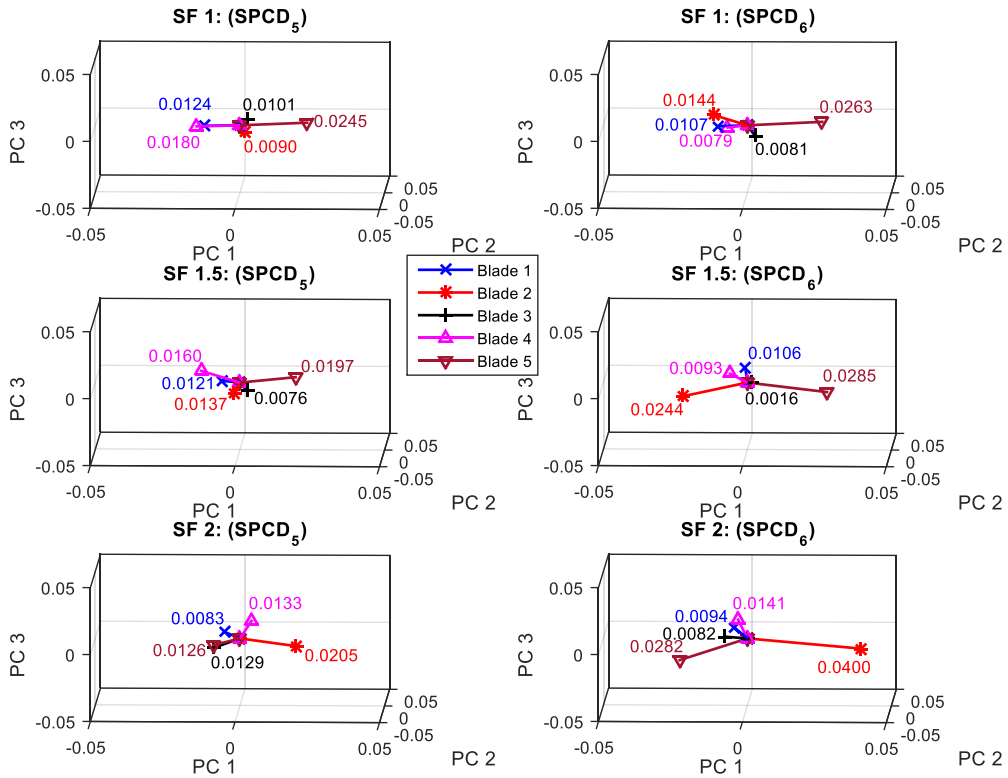 SF 1: (SPCD5)
0.05
0
-0.05
PC 3
0.0124
0.0101
0.0180
0.0245
0.0090
-0.05
0
0.05
PC 1
0.05
0
-0.05
PC 2
SF 1: (SPCD6)
0.05
0
-0.05
PC 3
0.0144
0.0263
0.0107
0.0079
0.0081
-0.05
0
0.05
PC 1
0.05
0
-0.05
PC 2
SF 1.5: (SPCD5)
0.05
0
-0.05
PC 3
0.0160
0.0197
0.0121
0.0137
0.0076
-0.05
0
0.05
PC 1
0.05
0
-0.05
PC 2
Blade 1
Blade 2
Blade 3
Blade 4
Blade 5
SF 1.5: (SPCD6)
0.05
0
-0.05
PC 3
0.0106
0.0093
0.0285
0.0016
0.0244
-0.05
0
0.05
PC 1
0.05
0
-0.05
PC 2
SF 2: (SPCD5)
0.05
0
-0.05
PC 3
0.0133
0.0083
0.0126
0.0129
0.0205
-0.05
0
0.05
PC 1
0.05
0
-0.05
PC 2
SF 2: (SPCD6)
0.05
0
-0.05
PC 3
0.0141
0.0094
0.0082
0.0282
0.0400
-0.05
0
0.05
PC 1
0.05
0
-0.05
PC 2